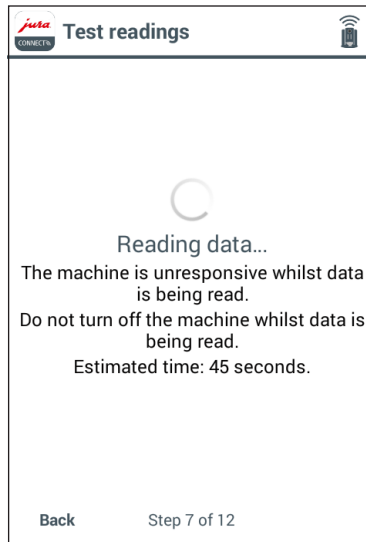 jura
CONNECT
Test readings
Reading data...
The machine is unresponsive whilst data
is being read.
Do not turn off the machine whilst data is
being read.
Estimated time: 45 seconds.
Back Step 7 of 12